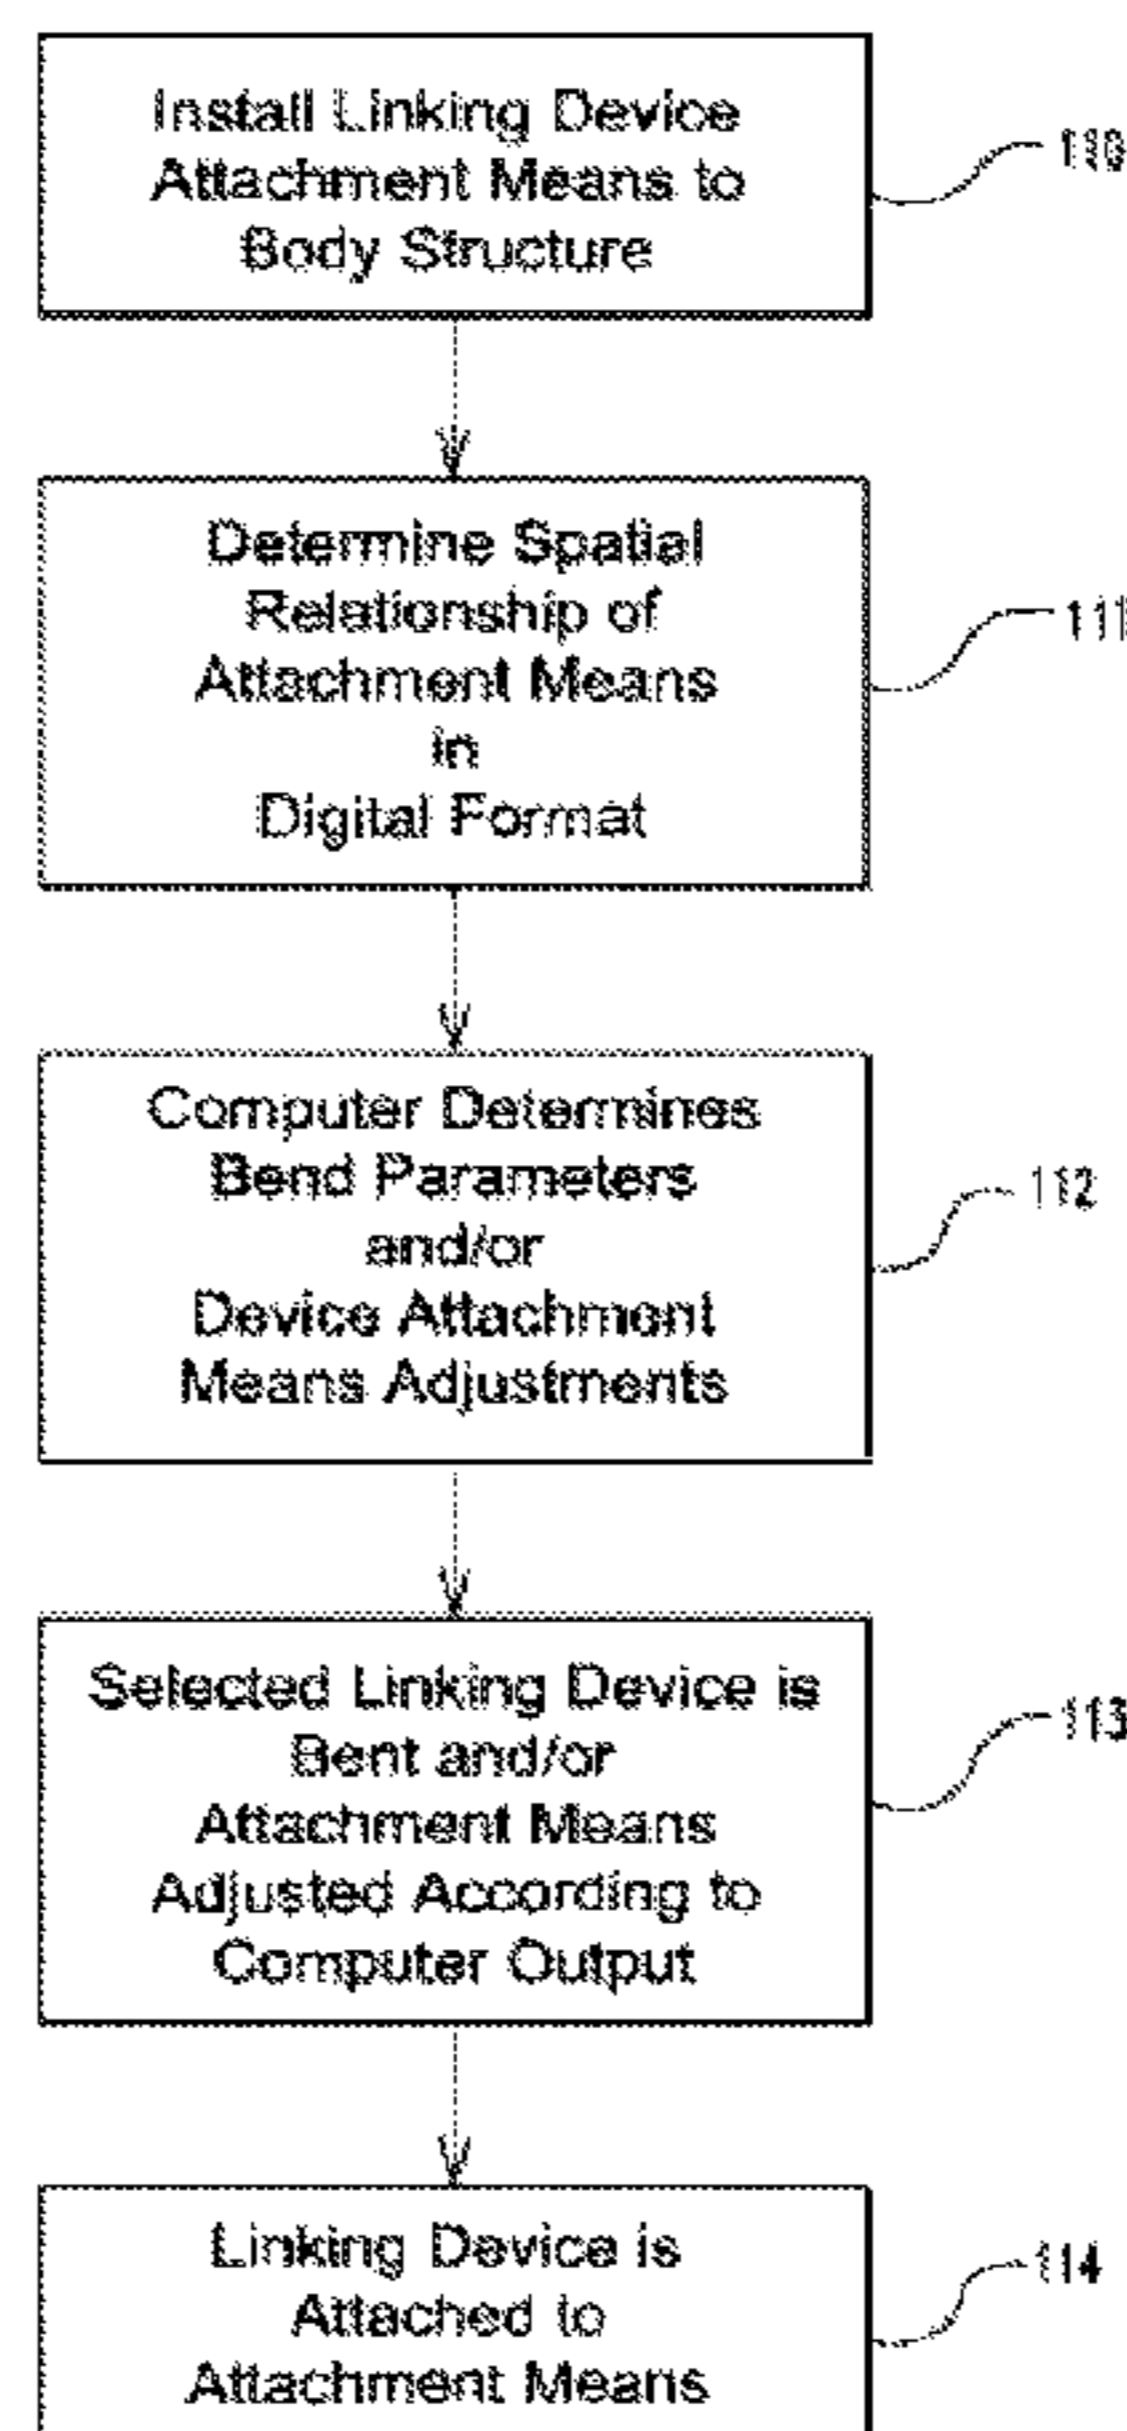 Install Linking Device
Attachment Means to
Body Structure
110
Determine Spatial
Relationship of
Attachment Means
in
Digital Format
111
Computer Determines
Bend Parameters
and/or
Device Attachment
Means Adjustments
112
Selected Linking Device is
Bent and/or
Attachment Means
Adjusted According to
Computer Output
113
Linking Device is
Attached to
Attachment Means
114